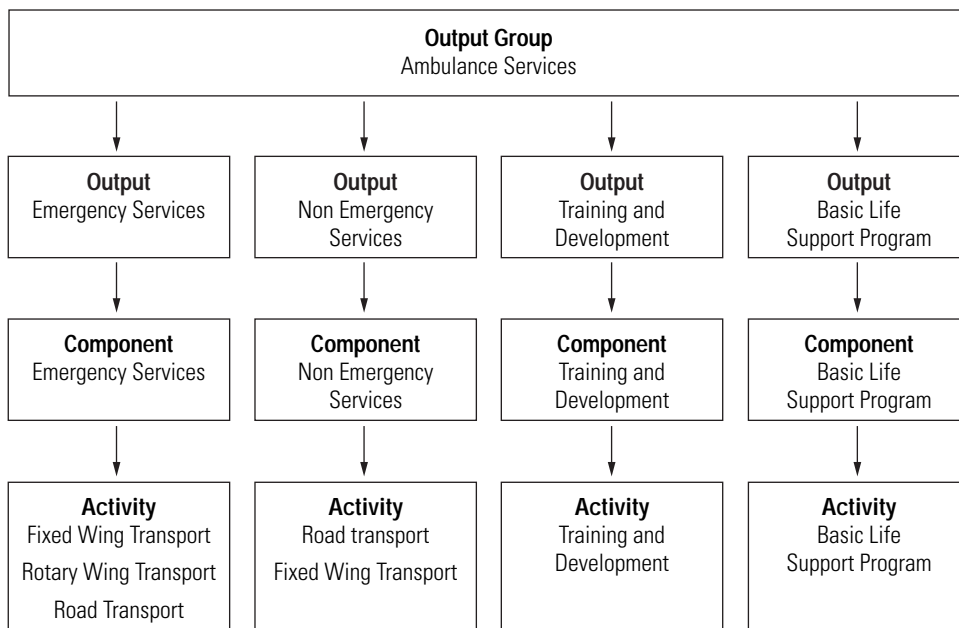 Output Group
Ambulance Services
Output
Emergency Services
Output
Non Emergency
Services
Output
Training and
Development
Output
Basic Life
Support Program
Component
Emergency Services
Component
Non Emergency
Services
Component
Training and
Development
Component
Basic Life
Support Program
Activity
Fixed Wing Transport
Rotary Wing Transport
Road Transport
Activity
Road transport
Fixed Wing Transport
Activity
Training and
Development
Activity
Basic Life
Support Program